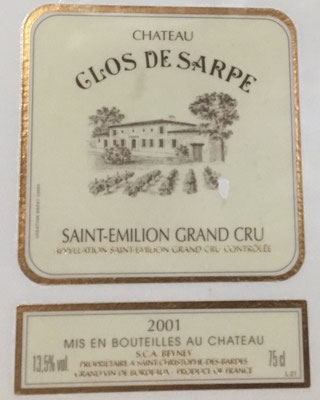 CHATEAU
CLOS DE SARPE
SAINT-EMILION GRAND CRU
APPELLATION SAINT-EMILION GRAND CRU CONTRÔLÉE
2001
MIS EN BOUTEILLES AU CHATEAU
S.C.A. BEYNEY
13,5% vol. PROPRIETAIRE A SAINT-CHRISTOPHE-DES-BARDES 75 cl
GRAND VIN DE BORDEAUX - PRODUCT OF FRANCE